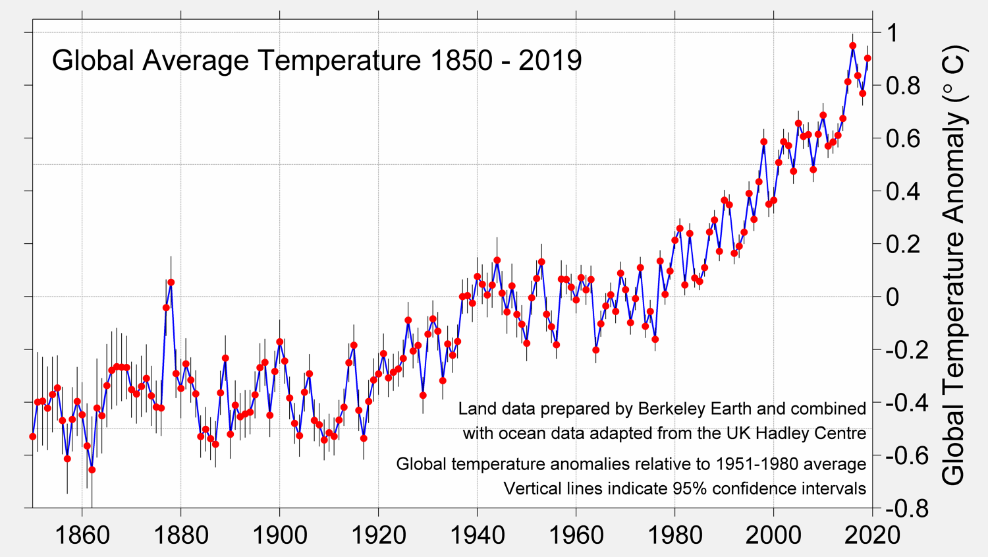 Global Average Temperature 1850 - 2019
1
0.8
0.6
0.4
0.2
0
-0.2
-0.4
-0.6
-0.8
Global Temperature Anomaly (° C)
Land data prepared by Berkeley Earth and combined
with ocean data adapted from the UK Hadley Centre
Global temperature anomalies relative to 1951-1980 average
Vertical lines indicate 95% confidence intervals
1860 1880 1900 1920 1940 1960 1980 2000 2020